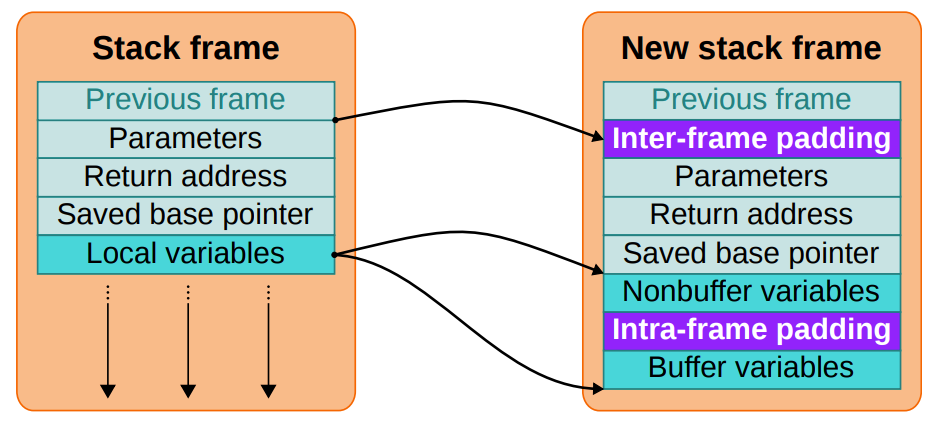 Stack frame
Previous frame
Parameters
Return address
Saved base pointer
Local variables
New stack frame
Previous frame
Inter-frame padding
Parameters
Return address
Saved base pointer
Nonbuffer variables
Intra-frame padding
Buffer variables